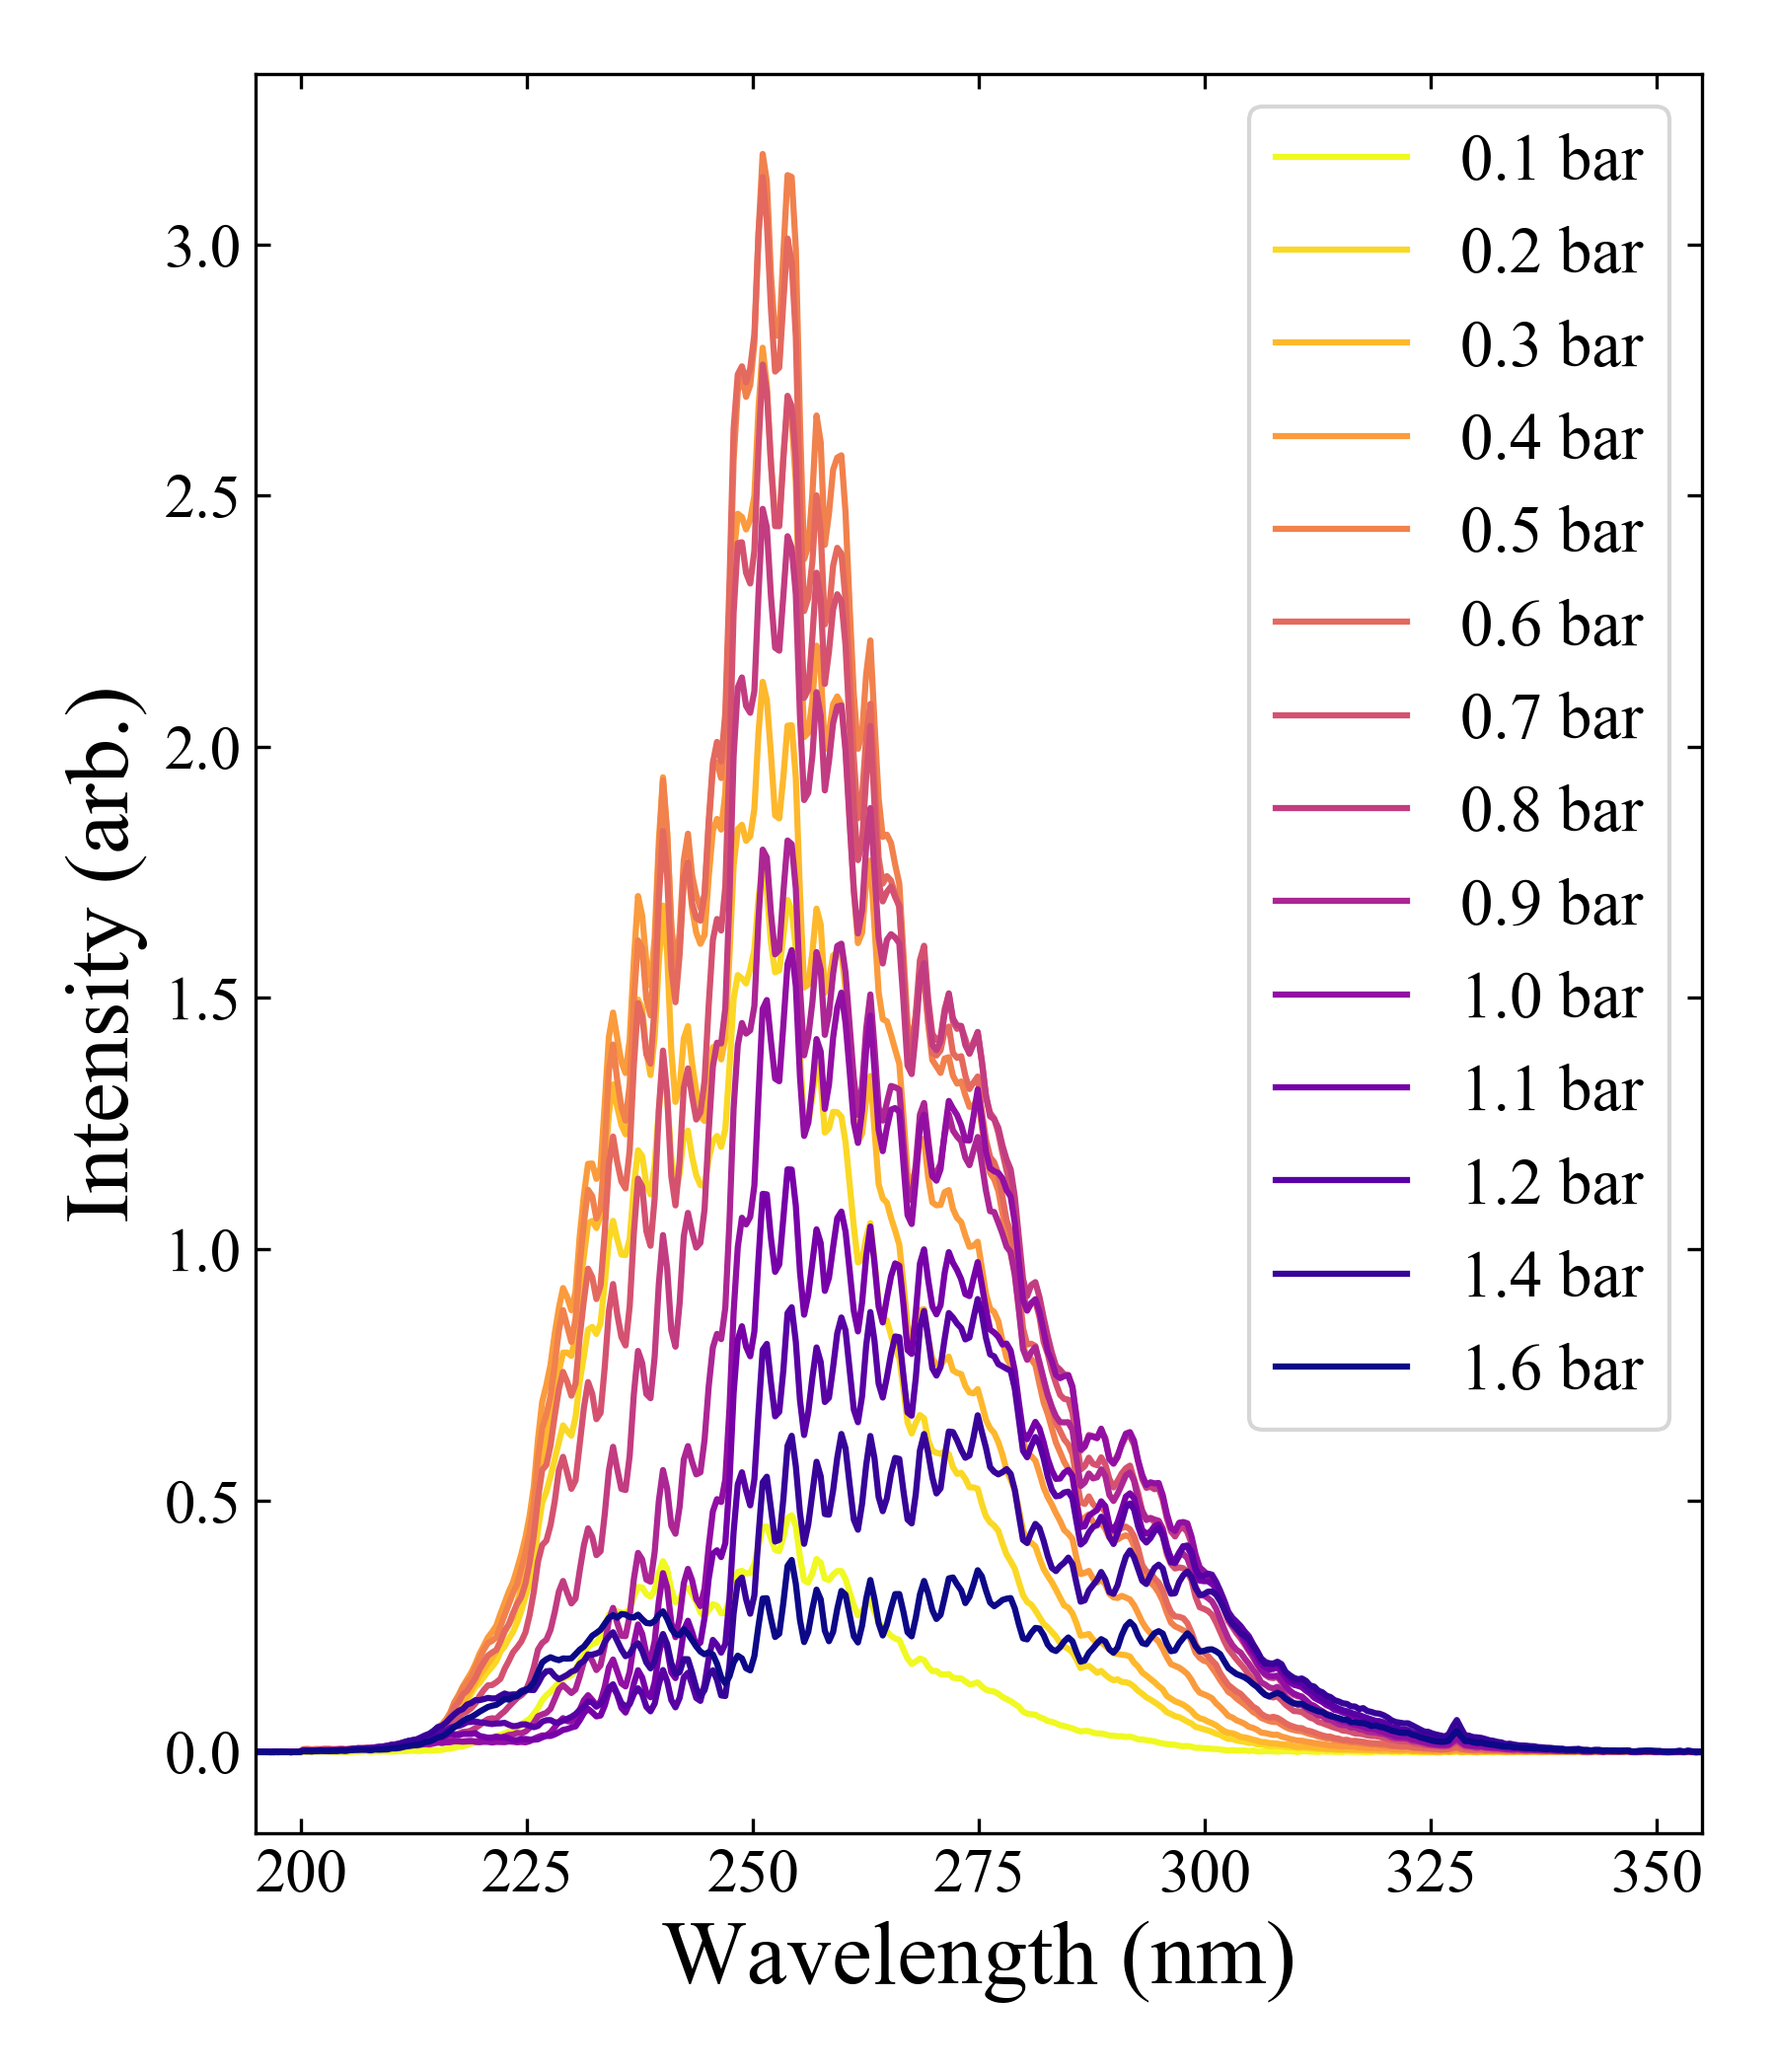 Intensity (arb.)
3.0
2.5
2.0
1.5
1.0
0.5
0.0
200 225 250 275 300 325 350
Wavelength (nm)
0.1 bar
0.2 bar
0.3 bar
0.4 bar
0.5 bar
0.6 bar
0.7 bar
0.8 bar
0.9 bar
1.0 bar
1.1 bar
1.2 bar
1.4 bar
1.6 bar